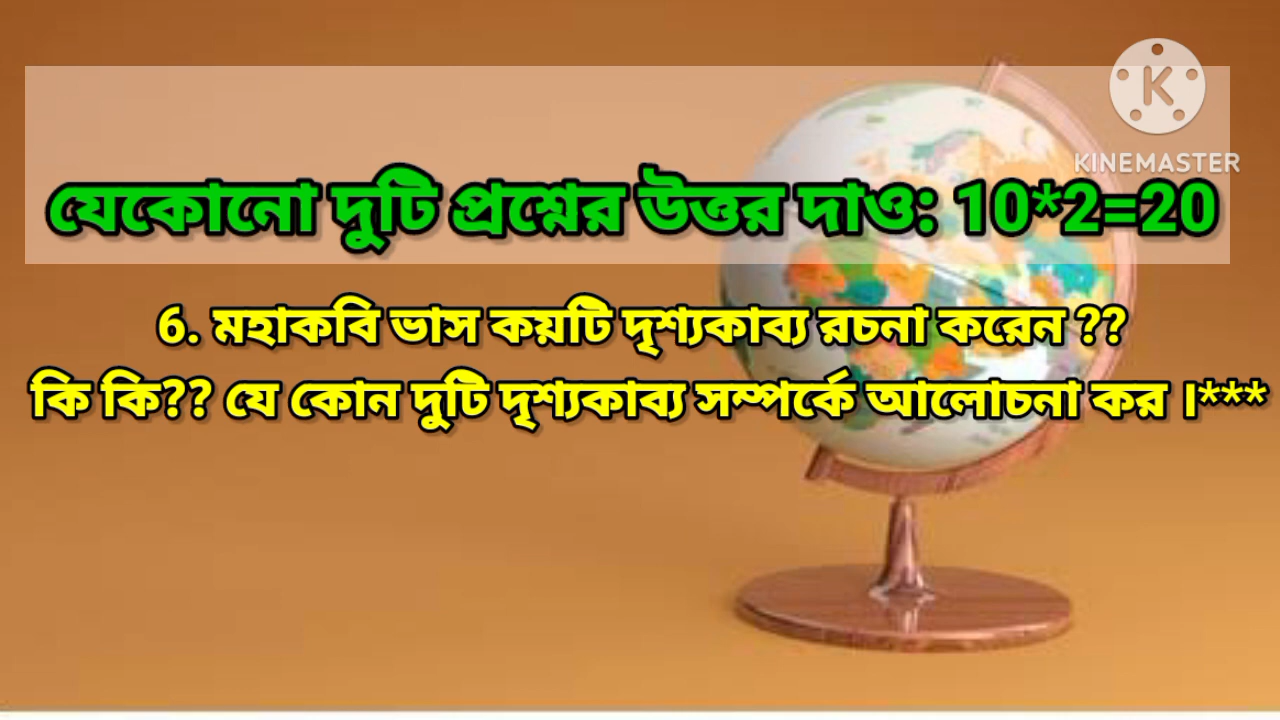 K
KINEMASTER
যেকোনো দুটি প্রশ্নের উত্তর দাও: 10*2=20
6. মহাকবি ভাস কয়টি দৃশ্যকাব্য রচনা করেন ??
কি কি?? যে কোন দুটি দৃশ্যকাব্য সম্পর্কে আলোচনা কর ।***